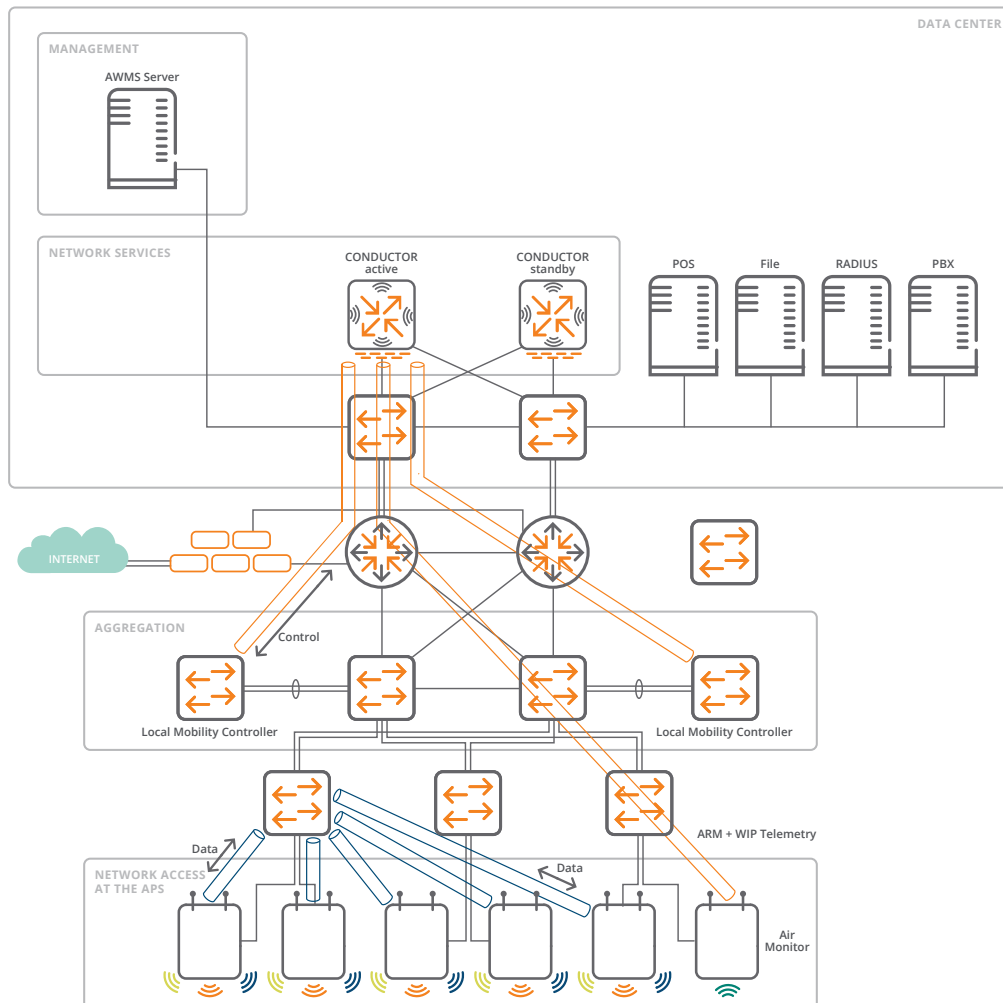 DATA CENTER
MANAGEMENT
AWMS Server
NETWORK SERVICES
CONDUCTOR
active
CONDUCTOR
standby
POS
File
RADIUS
PBX
INTERNET
AGGREGATION
Control
Local Mobility Controller
Local Mobility Controller
ARM + WIP Telemetry
Data
Data
NETWORK ACCESS
AT THE APS
Air
Monitor